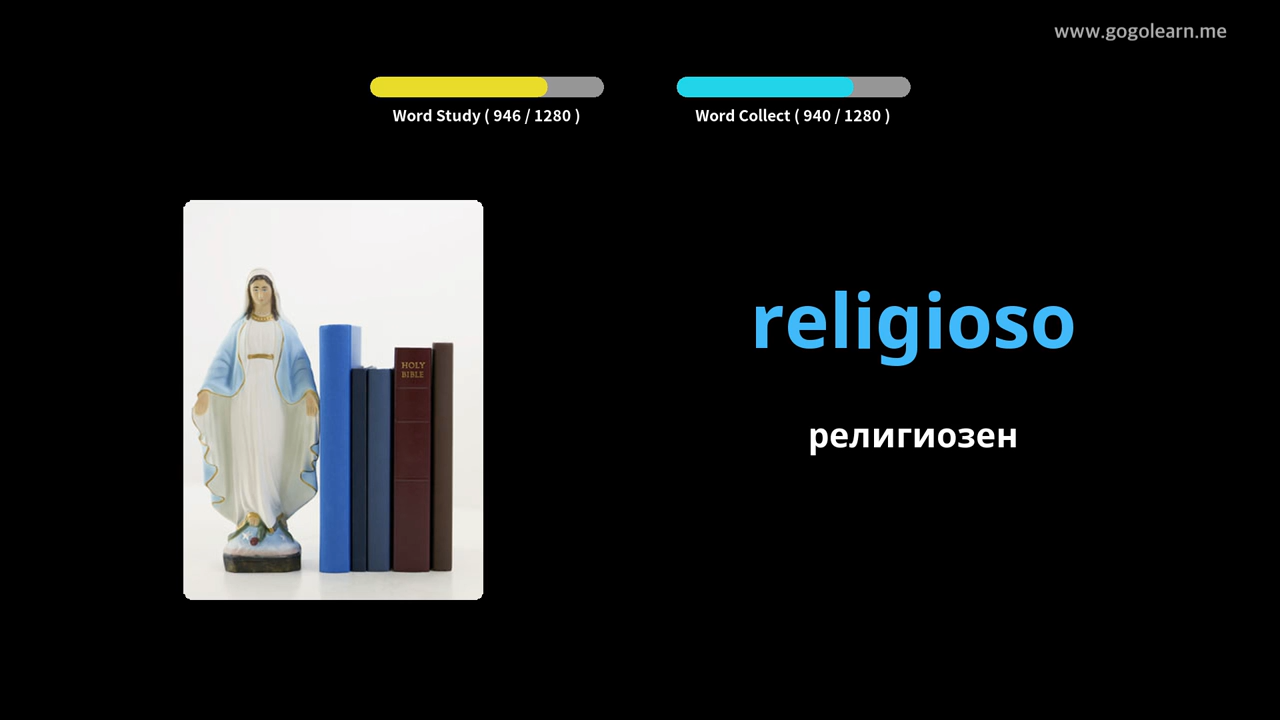 www.gogolearn.me
Word Study ( 946 / 1280 )
Word Collect ( 940 / 1280 )
HOLY
BIBLE
religioso
религиозен